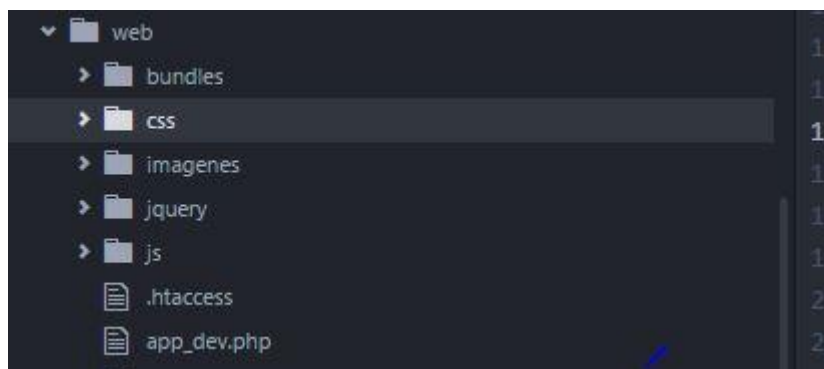 web
bundles
css
imagenes
jquery
js
.htaccess
app_dev.php